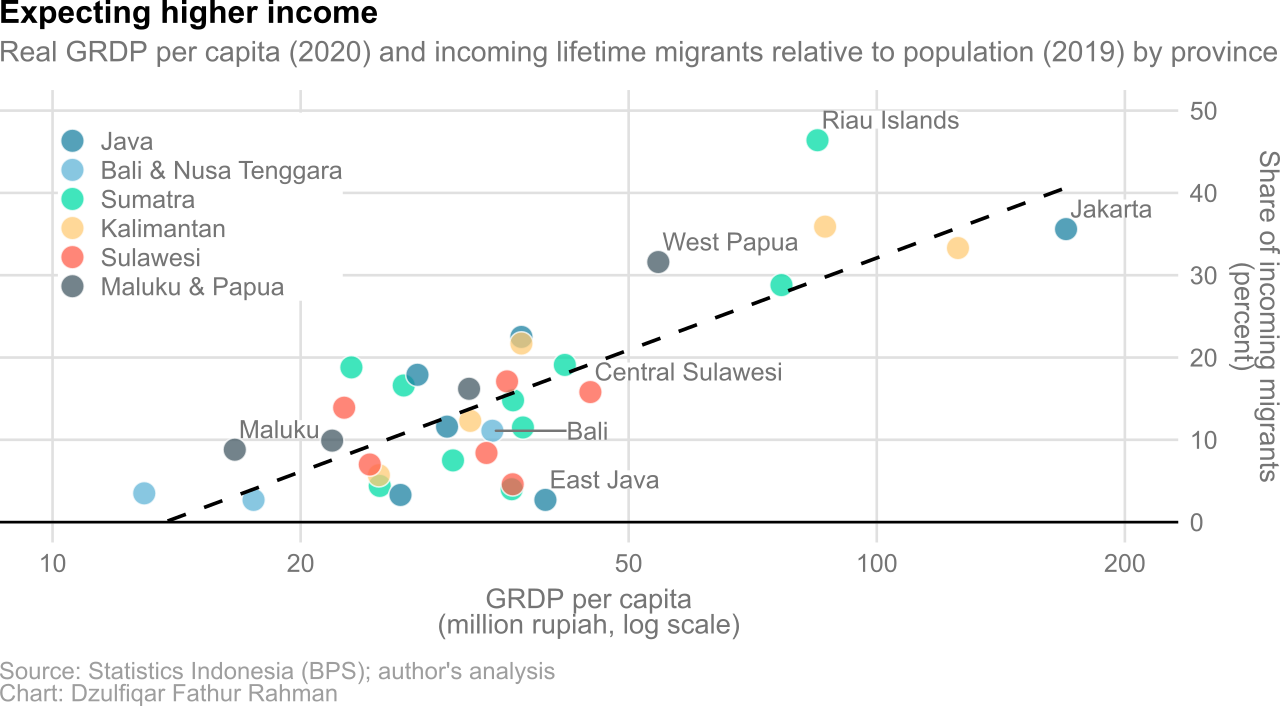 Expecting higher income
Real GRDP per capita (2020) and incoming lifetime migrants relative to population (2019) by province
Java
Bali & Nusa Tenggara
Sumatra
Kalimantan
Sulawesi
Maluku & Papua
Riau Islands
Jakarta
West Papua
Central Sulawesi
Maluku
Bali
East Java
50
40
30
20
10
0
Share of incoming migrants
(percent)
10
20
50
100
200
GRDP per capita
(million rupiah, log scale)
Source: Statistics Indonesia (BPS); author's analysis
Chart: Dzulfiqar Fathur Rahman